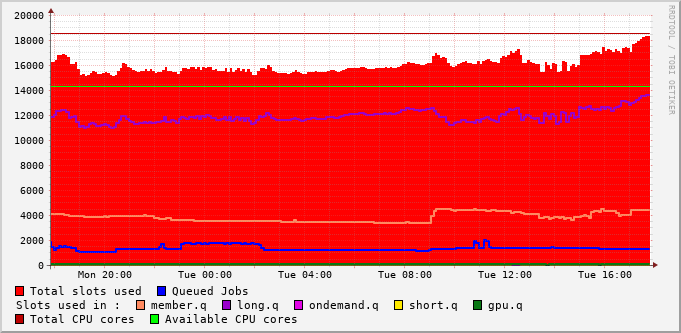 20000
18000
16000
14000
12000
10000
8000
6000
4000
2000
0
Mon 20:00 Tue 00:00 Tue 04:00 Tue 08:00 Tue 12:00 Tue 16:00
RRDTOOL / TOBI OETIKER
Total slots used Queued Jobs
Slots used in : member.q long.q ondemand.q short.q gpu.q
Total CPU cores Available CPU cores